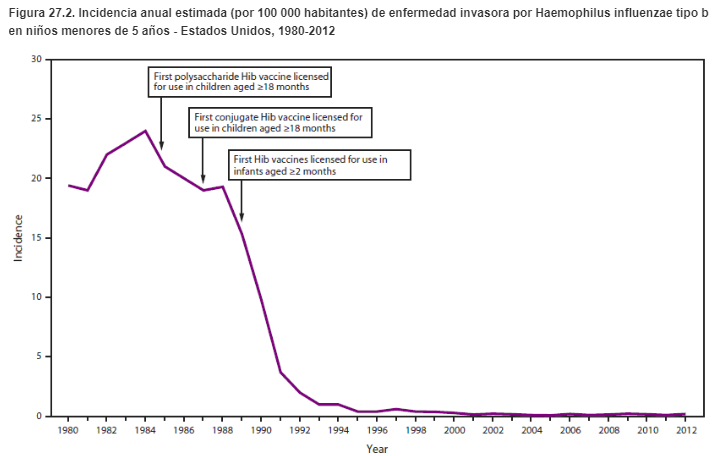 Figura 27.2. Incidencia anual estimada (por 100 000 habitantes) de enfermedad invasora por Haemophilus influenzae tipo b
en niños menores de 5 años - Estados Unidos, 1980-2012
30
25
20
15
10
5
0
Incidence
First polysaccharide Hib vaccine licensed
for use in children aged ≥18 months
First conjugate Hib vaccine licensed for
use in children aged ≥18 months
First Hib vaccines licensed for use in
infants aged ≥2 months
1980 1982 1984 1986 1988 1990 1992 1994 1996 1998 2000 2002 2004 2006 2008 2010 2012
Year